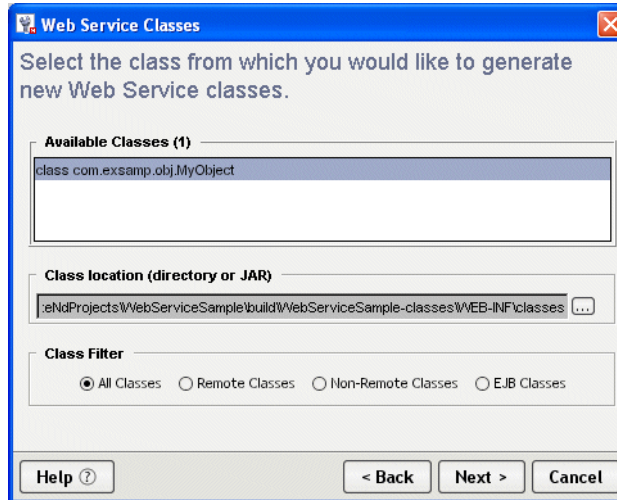 Web Service Classes
Select the class from which you would like to generate
new Web Service classes.
Available Classes (1)
class com.exsamp.obj.MyObject
Class location (directory or JAR)
:eNdProjects\WebServiceSample\build\WebServiceSample-classes\WEB-INF\classes ...
Class Filter
All Classes Remote Classes Non-Remote Classes EJB Classes
Help ? < Back Next > Cancel